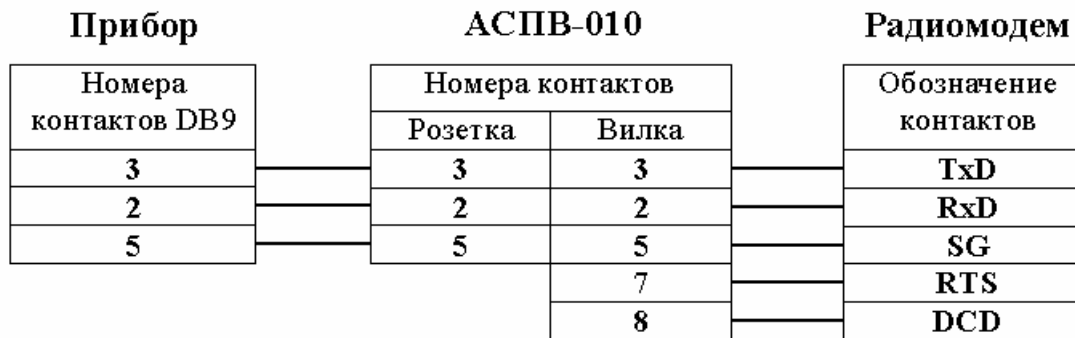 Прибор АСПВ-010 Радиомодем
Номера Номера контактов Обозначение
контактов DB9 контактов
Розетка Вилка
3 3 3 TxD
2 2 2 RxD
5 5 5 SG
7 RTS
8 DCD